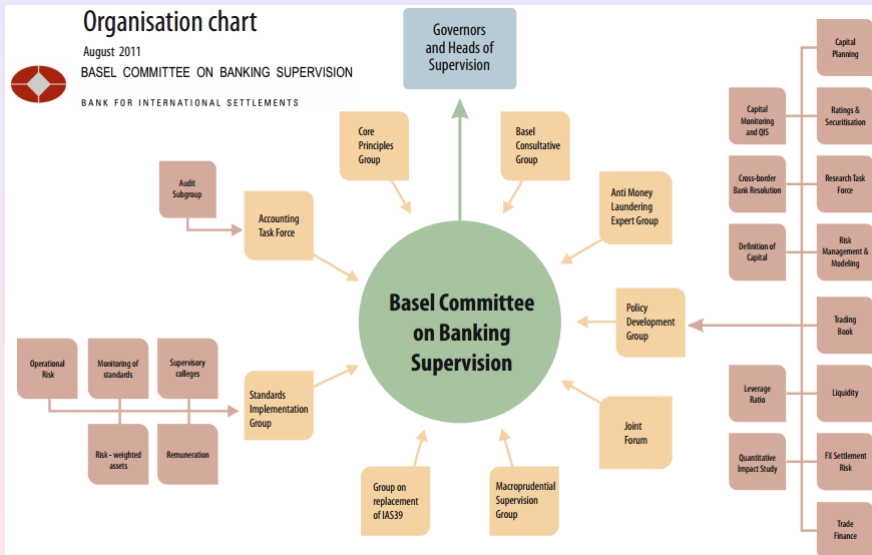 Organisation chart
August 2011
BASEL COMMITTEE ON BANKING SUPERVISION
BANK FOR INTERNATIONAL SETTLEMENTS
Governors
and Heads of
Supervision
Core
Principles
Group
Basel
Consultative
Group
Audit
Subgroup
Accounting
Task Force
Anti Money
Laundering
Expert Group
Basel Committee
on Banking
Supervision
Policy
Development
Group
Operational
Risk
Monitoring of
standards
Supervisory
colleges
Standards
Implementation
Group
Risk - weighted
assets
Remuneration
Joint
Forum
Group on
replacement
of IAS39
Macroprudential
Supervision
Group
Capital
Planning
Capital
Monitoring
and QIS
Ratings &
Securitisation
Cross-border
Bank Resolution
Research Task
Force
Definition of
Capital
Risk
Management &
Modeling
Trading
Book
Leverage
Ratio
Liquidity
Quantitative
Impact Study
FX Settlement
Risk
Trade
Finance